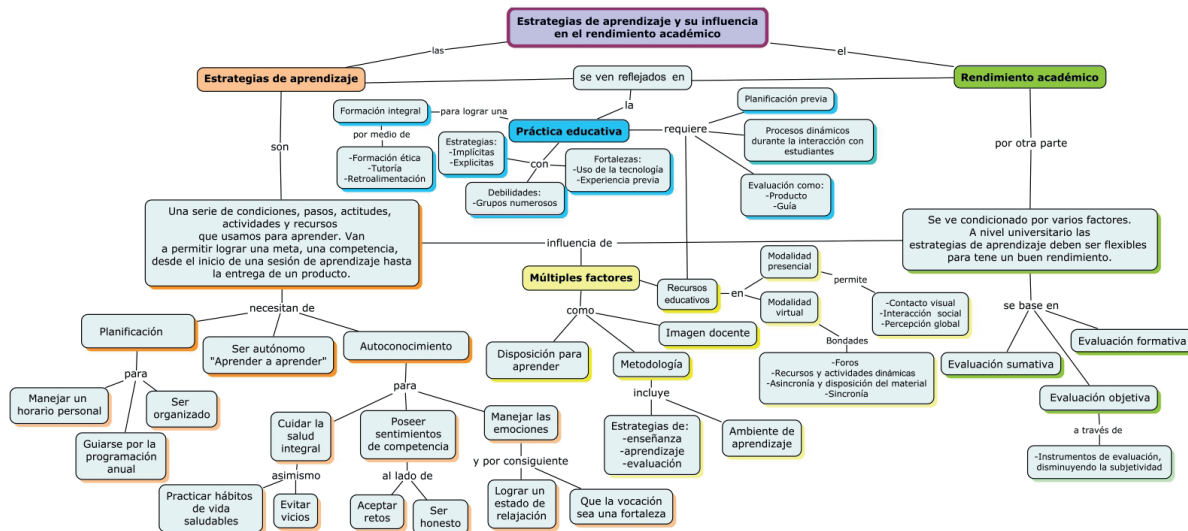 Estrategias de aprendizaje y su influencia
en el rendimiento académico
las
el
Estrategias de aprendizaje
se ven reflejados en
Rendimiento académico
la
Formación integral
para lograr una
Práctica educativa
requiere
Planificación previa
por medio de
-Formación ética
-Tutoría
-Retroalimentación
Estrategias:
-Implícitas
-Explicitas
con
Fortalezas:
-Uso de la tecnología
-Experiencia previa
Debilidades:
-Grupos numerosos
Procesos dinámicos
durante la interacción con
estudiantes
Evaluación como:
-Producto
-Guía
son
por otra parte
Una serie de condiciones, pasos, actitudes,
actividades y recursos
que usamos para aprender. Van
a permitir lograr una meta, una competencia,
desde el inicio de una sesión de aprendizaje hasta
la entrega de un producto.
influencia de
Se ve condicionado por varios factores.
A nivel universitario las
estrategias de aprendizaje deben ser flexibles
para tene un buen rendimiento.
Múltiples factores
Recursos
educativos
en
Modalidad
presencial
permite
-Contacto visual
-Interacción social
-Percepción global
Modalidad
virtual
Bondades
-Foros
-Recursos y actividades dinámicas
-Asincronía y disposición del material
-Sincronía
como
Disposición para
aprender
Metodología
Imagen docente
incluye
Estrategias de:
-enseñanza
-aprendizaje
-evaluación
Ambiente de
aprendizaje
necesitan de
Planificación
Ser autónomo
"Aprender a aprender"
Autoconocimiento
para
Manejar un
horario personal
Guiarse por la
programación
anual
Ser
organizado
para
Cuidar la
salud
integral
Poseer
sentimientos
de competencia
Manejar las
emociones
asimismo
Practicar hábitos
de vida
saludables
Evitar
vicios
al lado de
Aceptar
retos
Ser
honesto
y por consiguiente
Lograr un
estado de
relajación
Que la vocación
sea una fortaleza
se base en
Evaluación sumativa
Evaluación formativa
Evaluación objetiva
a través de
-Instrumentos de evaluación,
disminuyendo la subjetividad